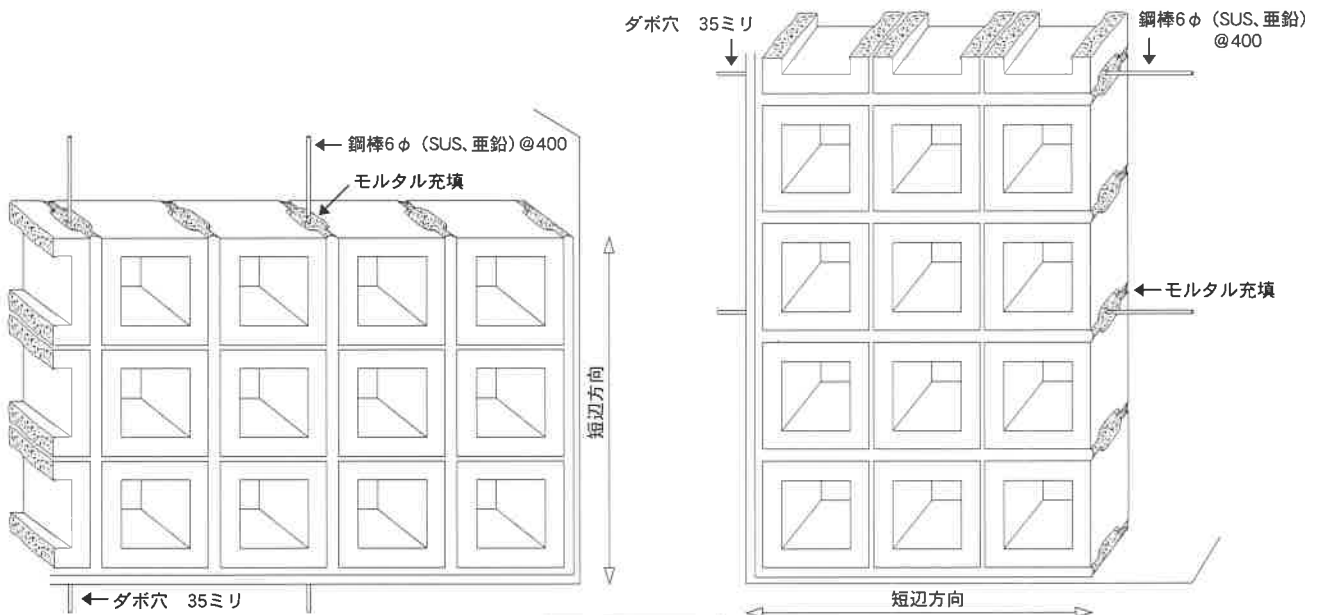 鋼棒6φ（SUS、亜鉛）@400
モルタル充填
短辺方向
ダボ穴　35ミリ
ダボ穴　35ミリ
鋼棒6φ（SUS、亜鉛）
@400
モルタル充填
短辺方向